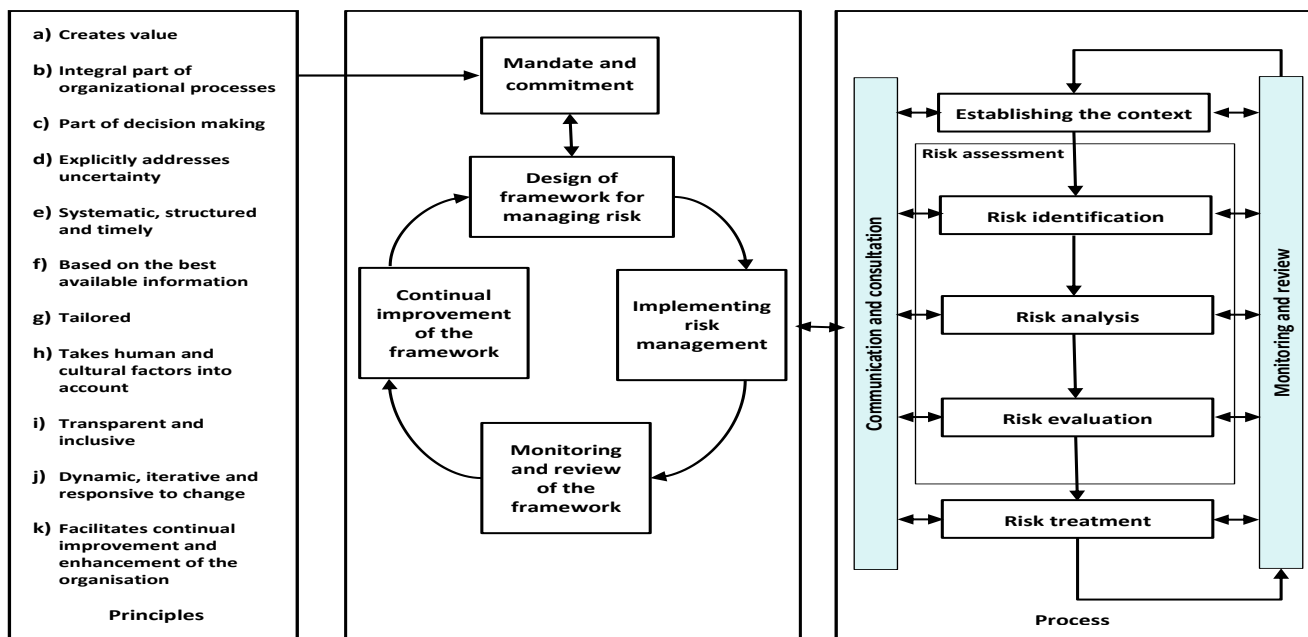 a) Creates value
b) Integral part of
organizational processes
c) Part of decision making
d) Explicitly addresses
uncertainty
e) Systematic, structured
and timely
f) Based on the best
available information
g) Tailored
h) Takes human and
cultural factors into
account
i) Transparent and
inclusive
j) Dynamic, iterative and
responsive to change
k) Facilitates continual
improvement and
enhancement of the
organisation
Principles
Mandate and
commitment
Design of
framework for
managing risk
Implementing
risk
management
Monitoring
and review
of the
framework
Continual
improvement
of the
framework
Communication and consultation
Establishing the context
Risk assessment
Risk identification
Risk analysis
Risk evaluation
Risk treatment
Monitoring and review
Process